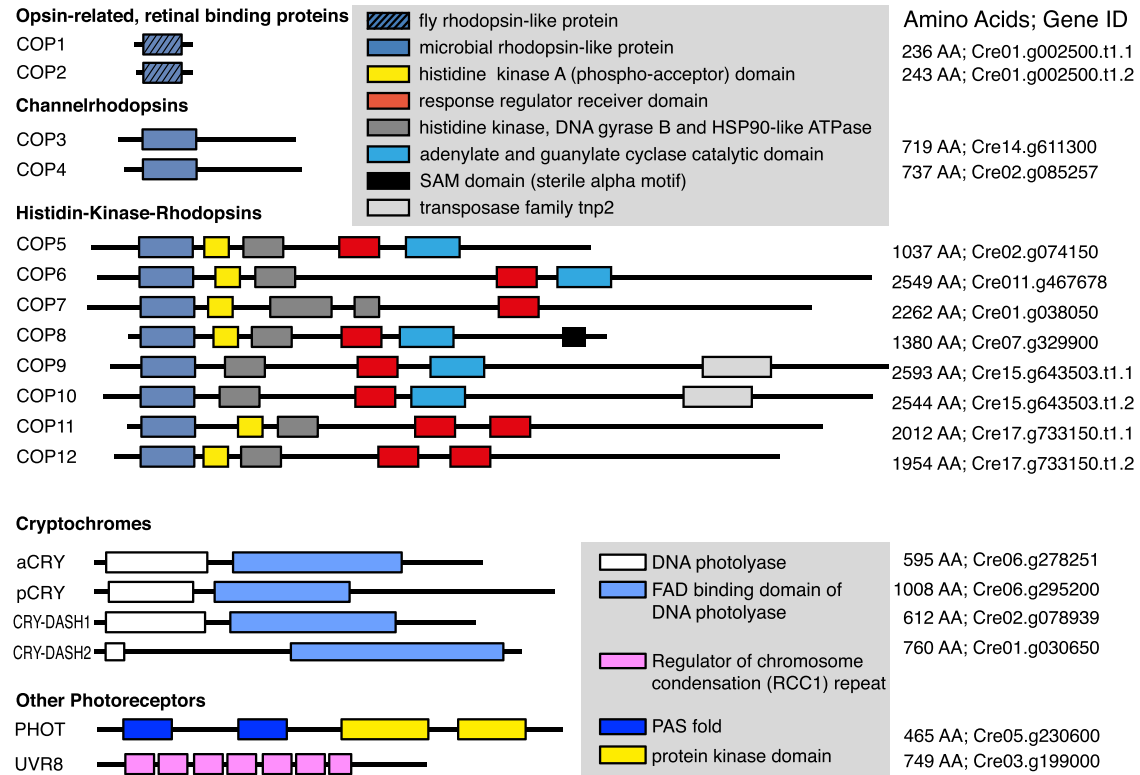 Opsin-related, retinal binding proteins
COP1
COP2
Channelrhodopsins
COP3
COP4
Histidin-Kinase-Rhodopsins
COP5
COP6
COP7
COP8
COP9
COP10
COP11
COP12
fly rhodopsin-like protein
microbial rhodopsin-like protein
histidine kinase A (phospho-acceptor) domain
response regulator receiver domain
histidine kinase, DNA gyrase B and HSP90-like ATPase
adenylate and guanylate cyclase catalytic domain
SAM domain (sterile alpha motif)
transposase family tnp2
Amino Acids; Gene ID
236 AA; Cre01.g002500.t1.1
243 AA; Cre01.g002500.t1.2
719 AA; Cre14.g611300
737 AA; Cre02.g085257
1037 AA; Cre02.g074150
2549 AA; Cre011.g467678
2262 AA; Cre01.g038050
1380 AA; Cre07.g329900
2593 AA; Cre15.g643503.t1.1
2544 AA; Cre15.g643503.t1.2
2012 AA; Cre17.g733150.t1.1
1954 AA; Cre17.g733150.t1.2
Cryptochromes
aCRY
pCRY
CRY-DASH1
CRY-DASH2
Other Photoreceptors
PHOT
UVR8
DNA photolyase
FAD binding domain of
DNA photolyase
Regulator of chromosome
condensation (RCC1) repeat
PAS fold
protein kinase domain
595 AA; Cre06.g278251
1008 AA; Cre06.g295200
612 AA; Cre02.g078939
760 AA; Cre01.g030650
465 AA; Cre05.g230600
749 AA; Cre03.g199000